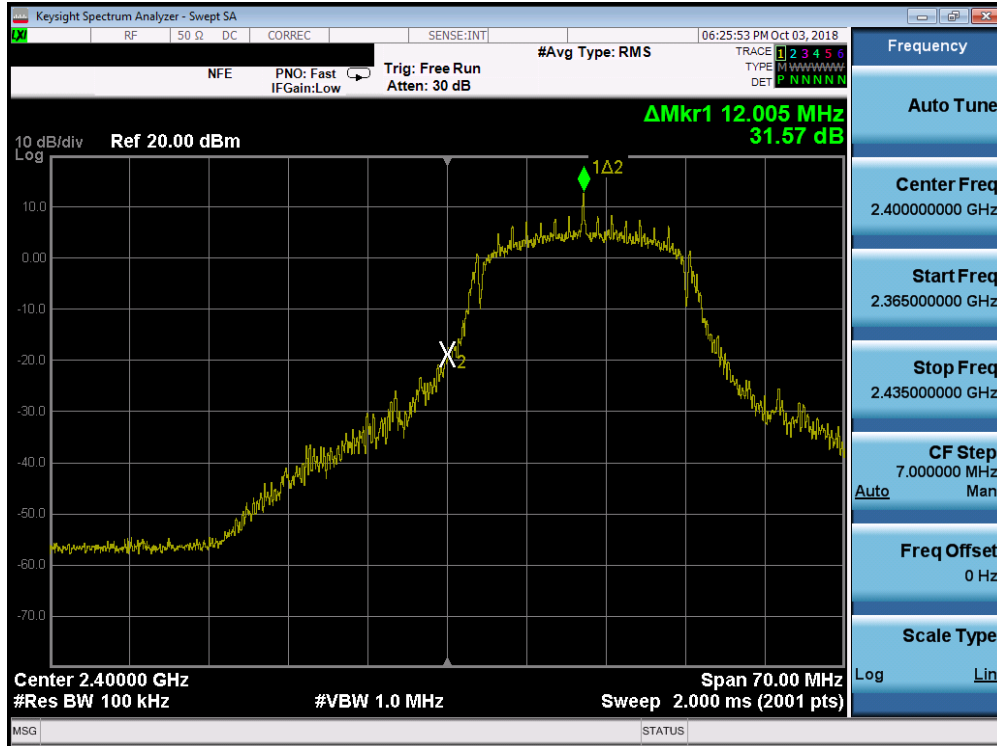 Keysight Spectrum Analyzer - Swept SA
LXI RF 50 Ω DC CORREC SENSE:INT 06:25:53 PM Oct 03, 2018
NFE PNO: Fast IFGain:Low Trig: Free Run Atten: 30 dB #Avg Type: RMS
TRACE 1 2 3 4 5 6
TYPE M W W W W W
DET P N N N N N
ΔMkr1 12.005 MHz
31.57 dB
10 dB/div Ref 20.00 dBm
Log
1Δ2
10.0
0.00
-10.0
-20.0
2
-30.0
-40.0
-50.0
-60.0
-70.0
Center 2.40000 GHz Span 70.00 MHz
#Res BW 100 kHz #VBW 1.0 MHz Sweep 2.000 ms (2001 pts)
MSG STATUS
Frequency
Auto Tune
Center Freq
2.400000000 GHz
Start Freq
2.365000000 GHz
Stop Freq
2.435000000 GHz
CF Step
7.000000 MHz
Auto Man
Freq Offset
0 Hz
Scale Type
Log Lin